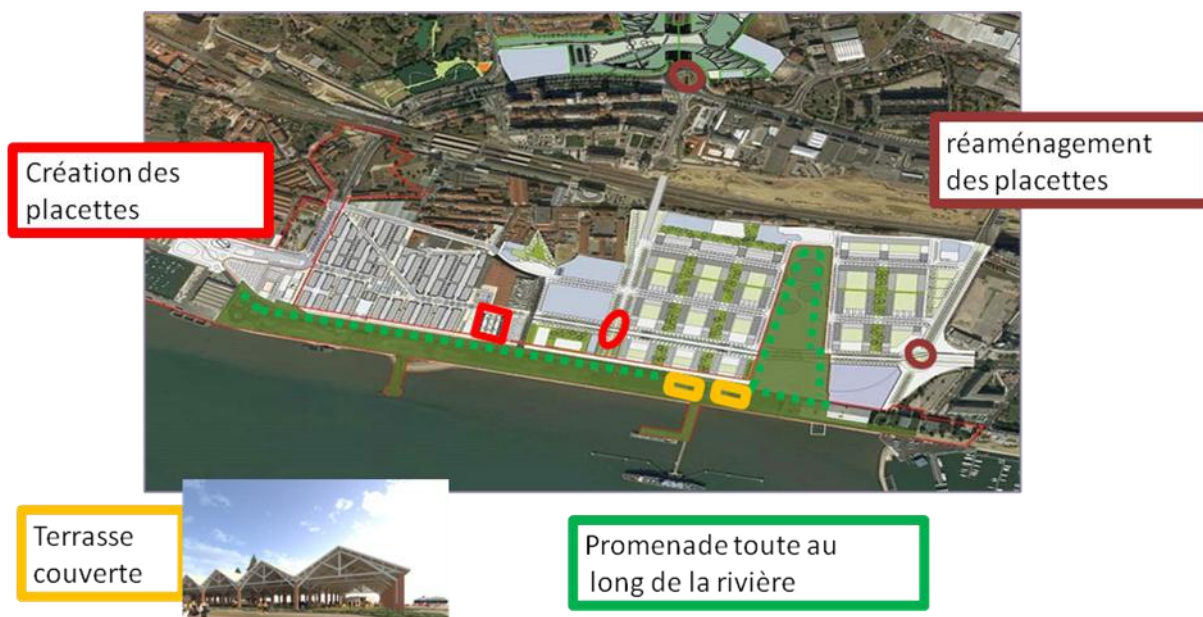 Création des
placettes
réaménagement
des placettes
Terrasse
couverte
Promenade toute au
long de la rivière